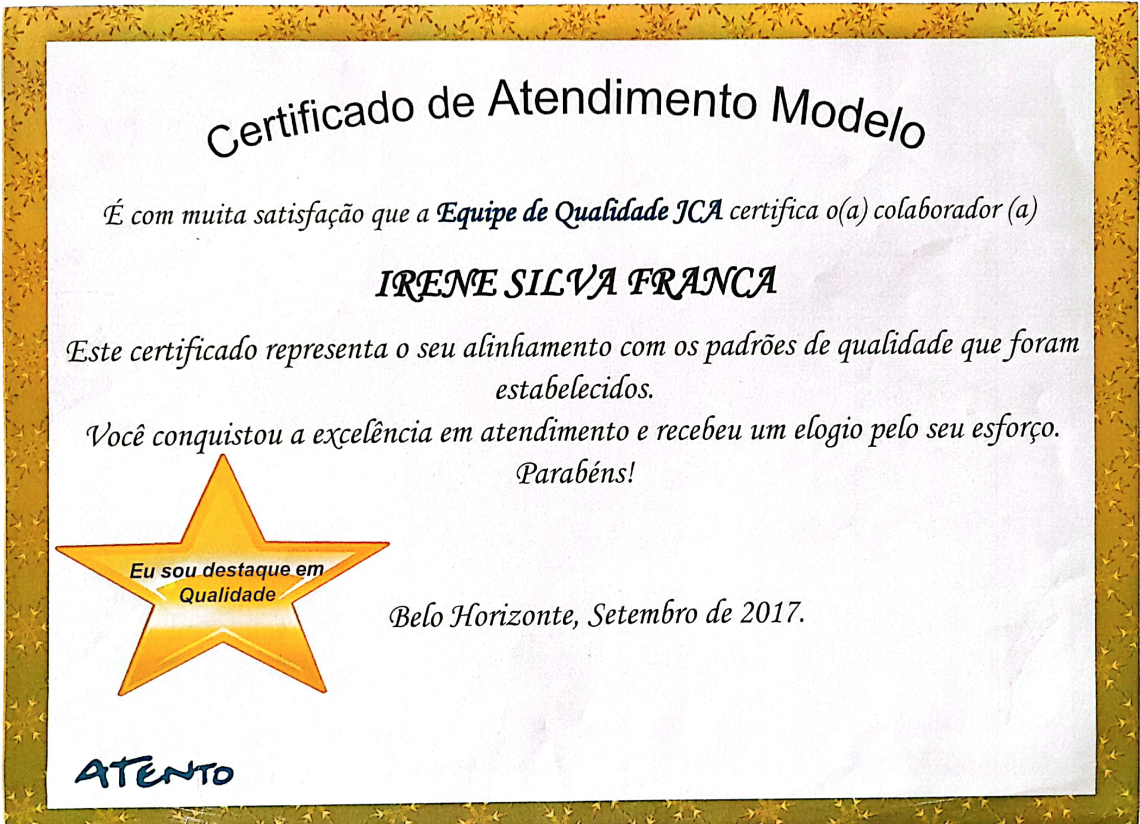 Certificado de Atendimento Modelo
É com muita satisfação que a Equipe de Qualidade JCA certifica o(a) colaborador (a)
IRENE SILVA FRANCA
Este certificado representa o seu alinhamento com os padrões de qualidade que foram
estabelecidos.
Você conquistou a excelência em atendimento e recebeu um elogio pelo seu esforço.
Parabéns!
Eu sou destaque em
Qualidade
Belo Horizonte, Setembro de 2017.
ATENTO